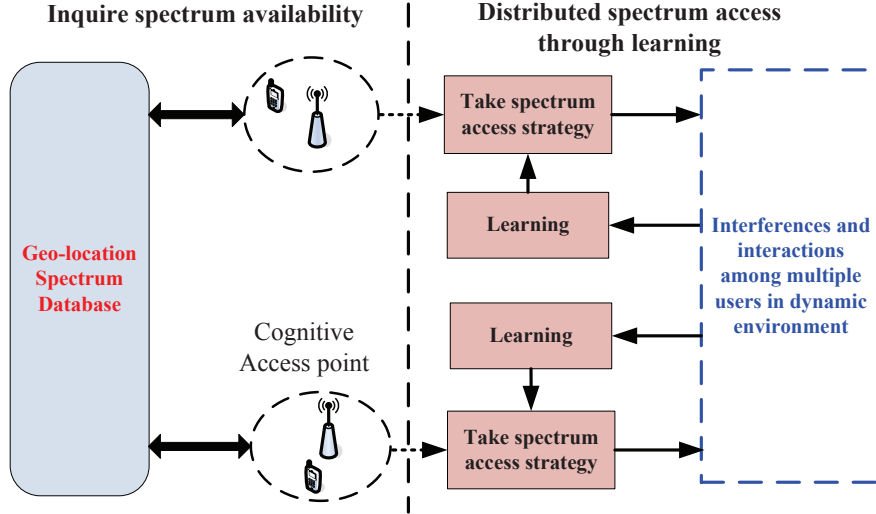 Inquire spectrum availability
Distributed spectrum access
through learning
Take spectrum
access strategy
Learning
Geo-location
Spectrum
Database
Interferences and
interactions
among multiple
users in dynamic
environment
Cognitive
Access point
Learning
Take spectrum
access strategy